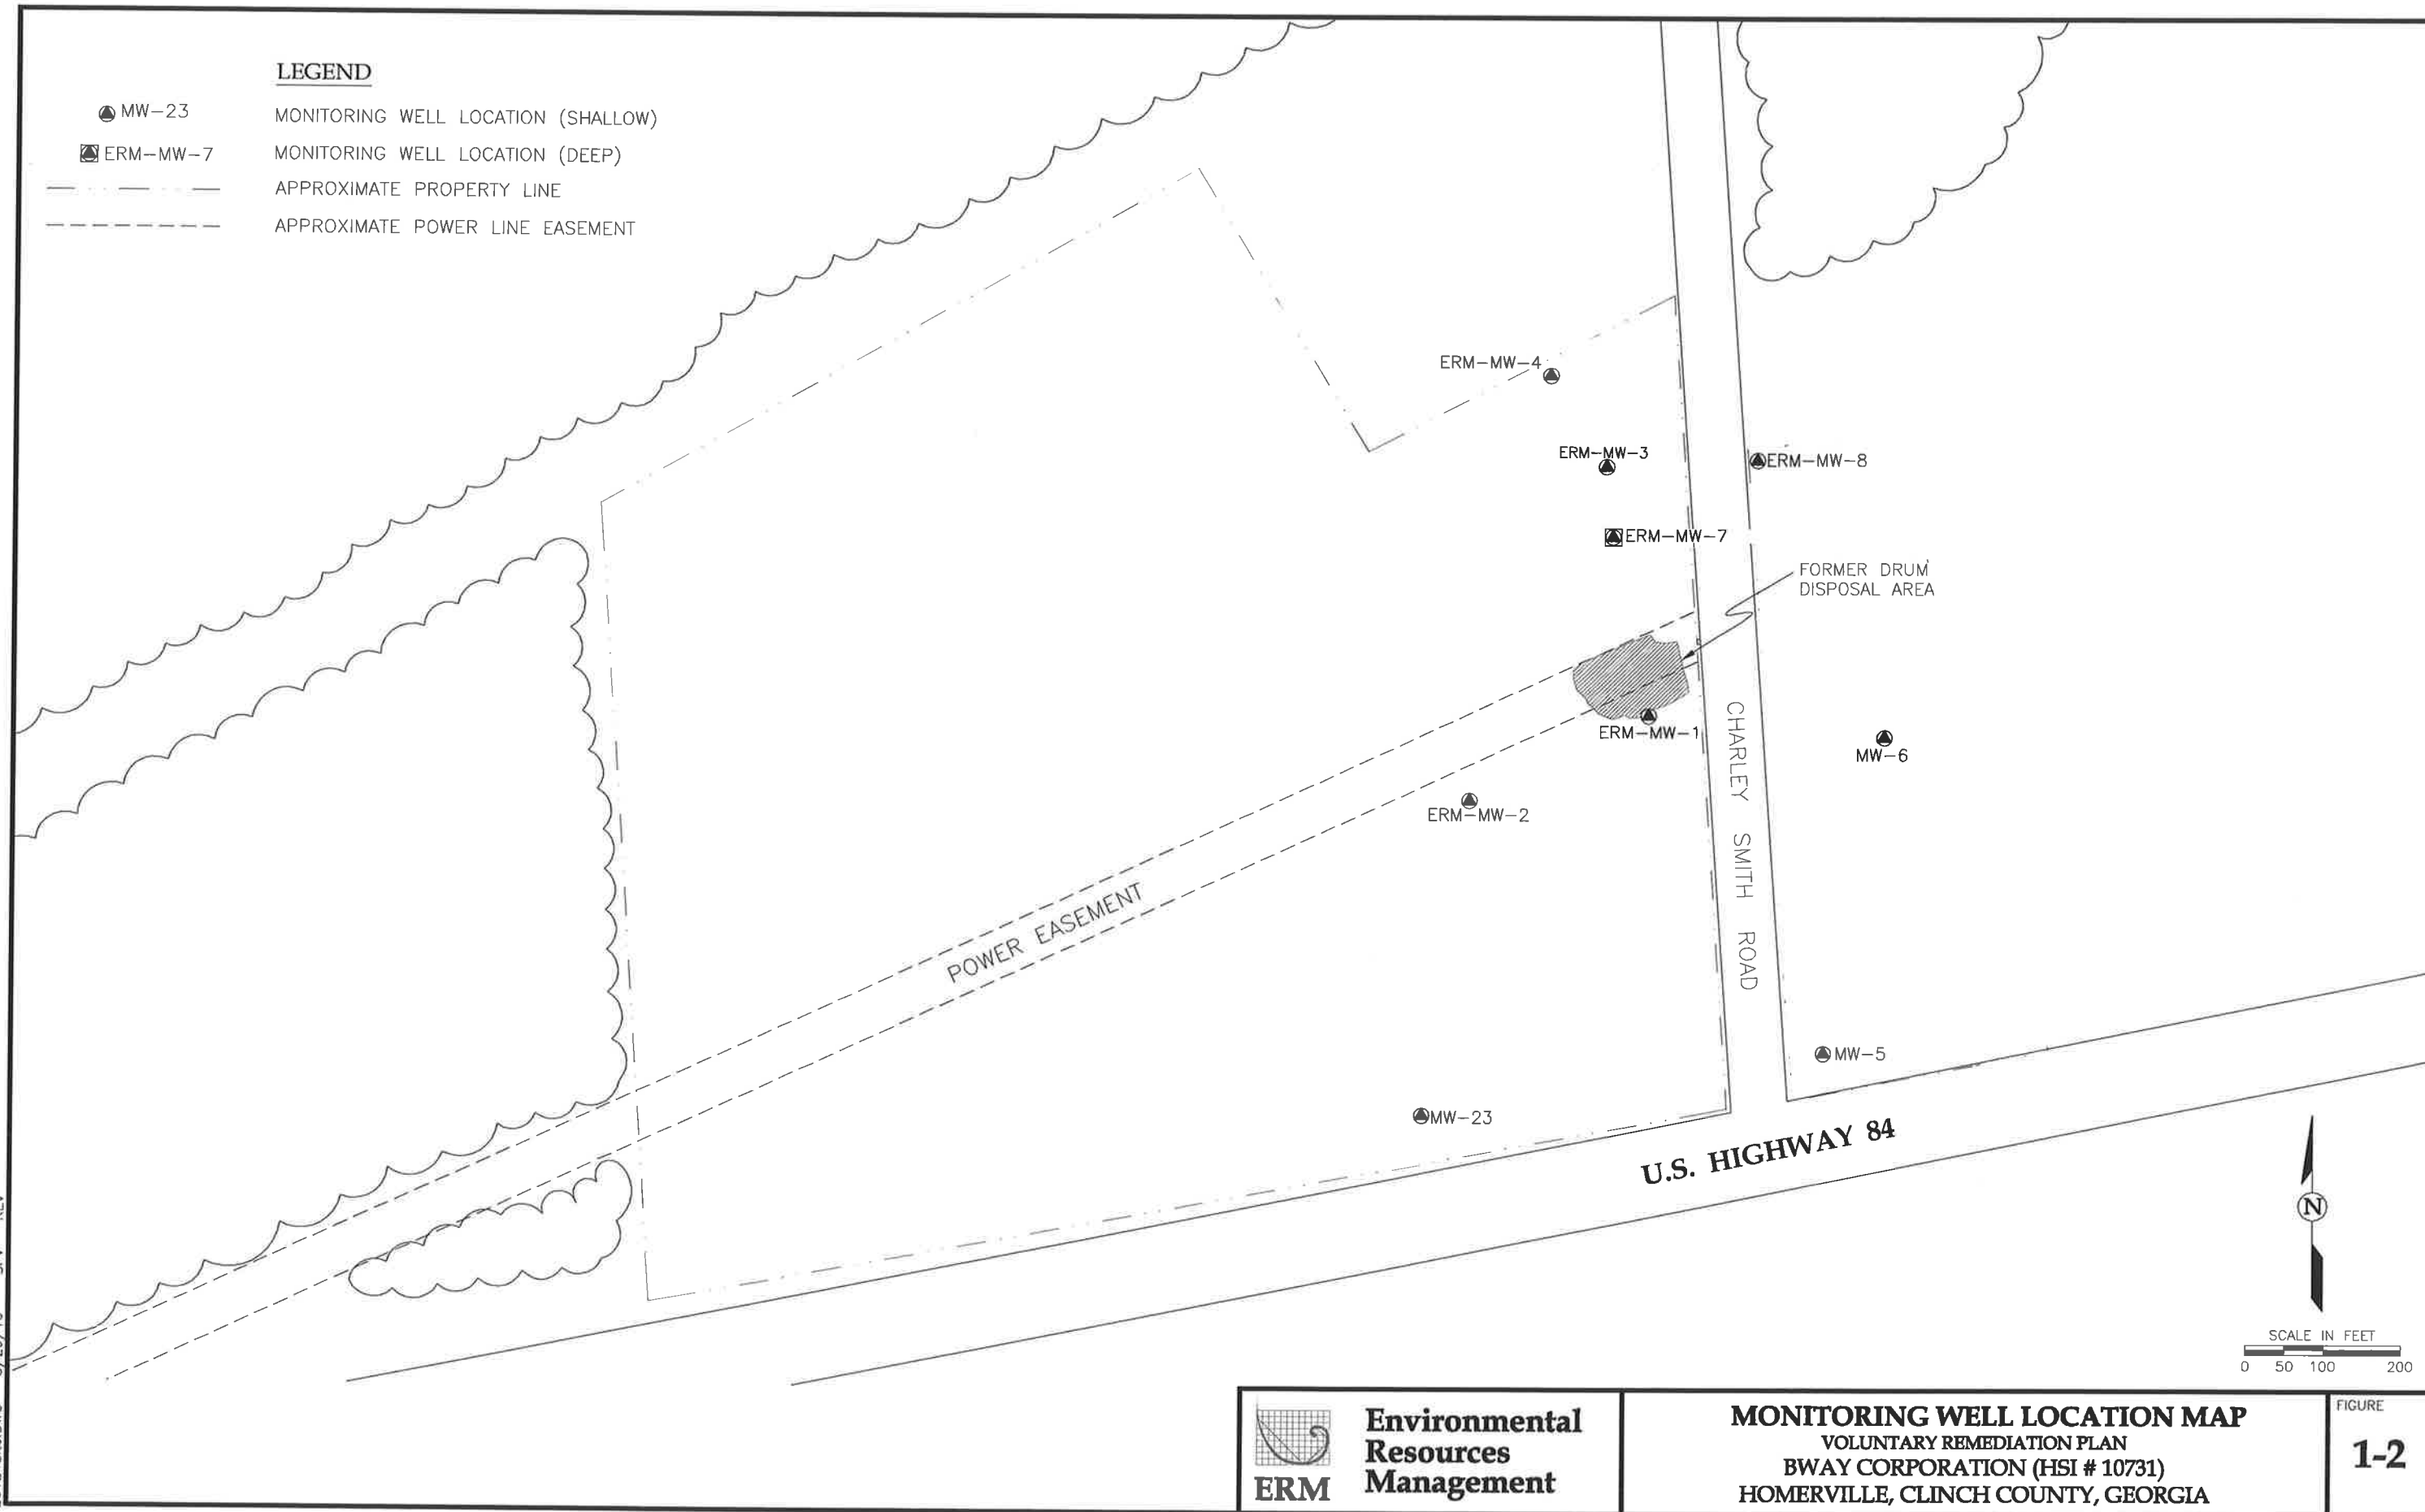 LEGEND
MW-23 MONITORING WELL LOCATION (SHALLOW)
ERM-MW-7 MONITORING WELL LOCATION (DEEP)
APPROXIMATE PROPERTY LINE
APPROXIMATE POWER LINE EASEMENT
ERM-MW-4
ERM-MW-3
ERM-MW-8
ERM-MW-7
FORMER DRUM
DISPOSAL AREA
ERM-MW-1
MW-6
ERM-MW-2
CHARLEY SMITH ROAD
POWER EASEMENT
MW-5
MW-23
U.S. HIGHWAY 84
N
SCALE IN FEET
0 50 100 200
ERM
Environmental
Resources
Management
MONITORING WELL LOCATION MAP
VOLUNTARY REMEDIATION PLAN
BWAY CORPORATION (HSI # 10731)
HOMERVILLE, CLINCH COUNTY, GEORGIA
FIGURE
1-2